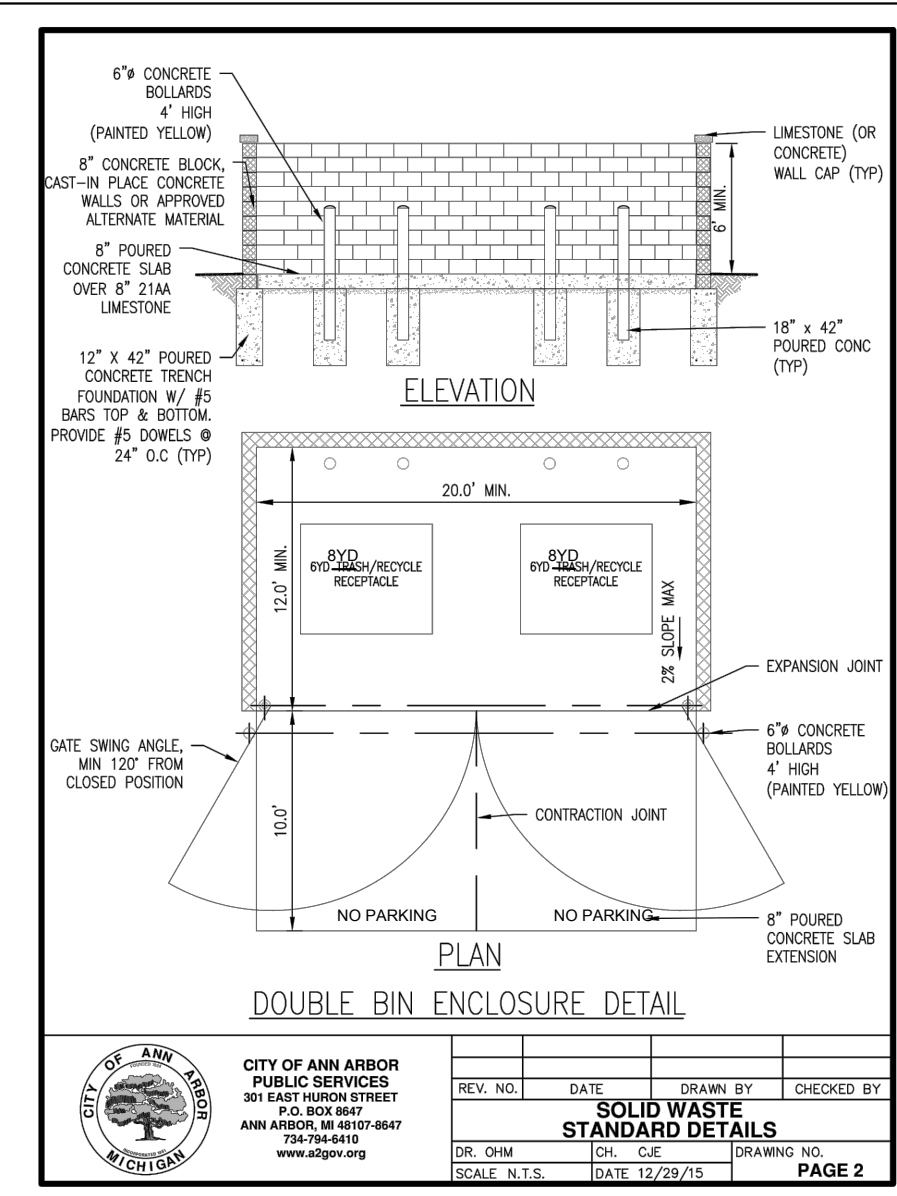 6"ø CONCRETE
BOLLARDS
4' HIGH
(PAINTED YELLOW)
8" CONCRETE BLOCK,
CAST-IN PLACE CONCRETE
WALLS OR APPROVED
ALTERNATE MATERIAL
8" POURED
CONCRETE SLAB
OVER 8" 21AA
LIMESTONE
12" X 42" POURED
CONCRETE TRENCH
FOUNDATION W/ #5
BARS TOP & BOTTOM.
PROVIDE #5 DOWELS @
24" O.C (TYP)
LIMESTONE (OR
CONCRETE)
WALL CAP (TYP)
6' MIN.
18" x 42"
POURED CONC
(TYP)
ELEVATION
20.0' MIN.
12.0' MIN.
8YD
6YD TRASH/RECYCLE
RECEPTACLE
8YD
6YD TRASH/RECYCLE
RECEPTACLE
2% SLOPE MAX
EXPANSION JOINT
6"ø CONCRETE
BOLLARDS
4' HIGH
(PAINTED YELLOW)
GATE SWING ANGLE,
MIN 120° FROM
CLOSED POSITION
10.0'
CONTRACTION JOINT
NO PARKING
NO PARKING
8" POURED
CONCRETE SLAB
EXTENSION
PLAN
DOUBLE BIN ENCLOSURE DETAIL
CITY OF ANN ARBOR
MICHIGAN
CITY OF ANN ARBOR
PUBLIC SERVICES
301 EAST HURON STREET
P.O. BOX 8647
ANN ARBOR, MI 48107-8647
734-794-6410
www.a2gov.org
REV. NO. DATE DRAWN BY CHECKED BY
SOLID WASTE
STANDARD DETAILS
DR. OHM CH. CJE DRAWING NO.
SCALE N.T.S. DATE 12/29/15 PAGE 2